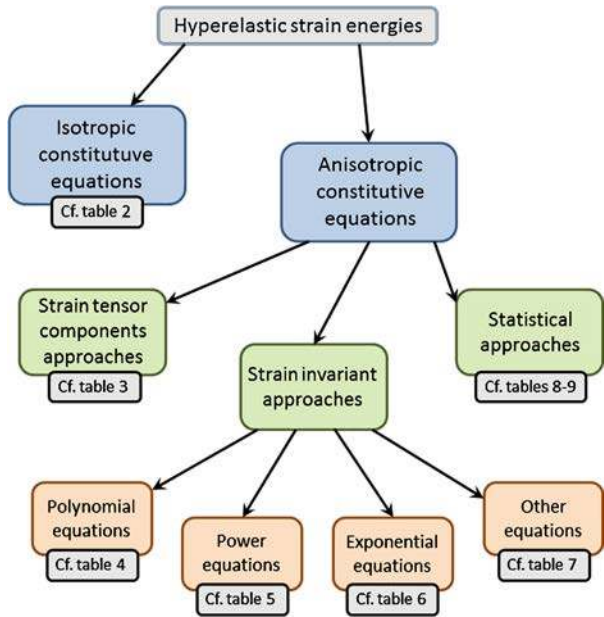 Hyperelastic strain energies
Isotropic
constitutuve
equations
Cf. table 2
Anisotropic
constitutive
equations
Strain tensor
components
approaches
Cf. table 3
Strain invariant
approaches
Statistical
approaches
Cf. tables 8-9
Polynomial
equations
Cf. table 4
Power
equations
Cf. table 5
Exponential
equations
Cf. table 6
Other
equations
Cf. table 7